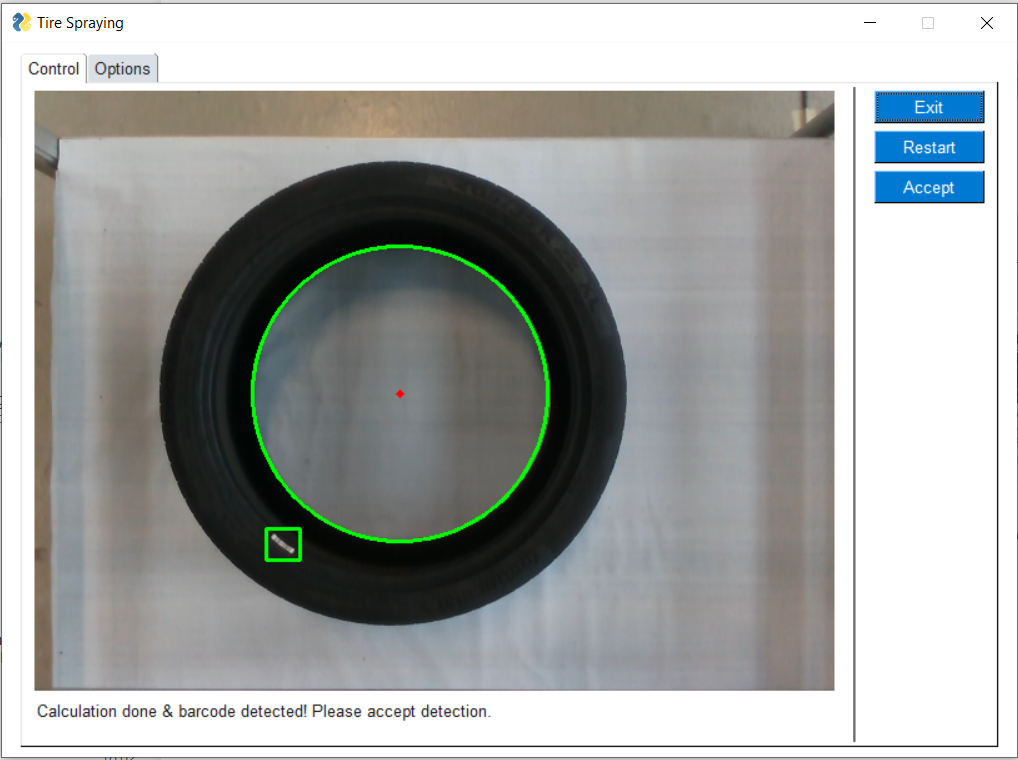 Tire Spraying
Control
Options
Exit
Restart
Accept
Calculation done & barcode detected! Please accept detection.